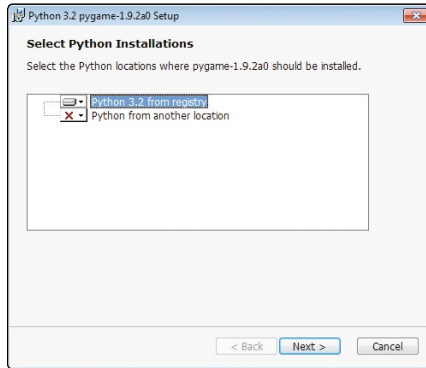 Python 3.2 pygame-1.9.2a0 Setup
Select Python Installations
Select the Python locations where pygame-1.9.2a0 should be installed.
Python 3.2 from registry
Python from another location
< Back Next > Cancel